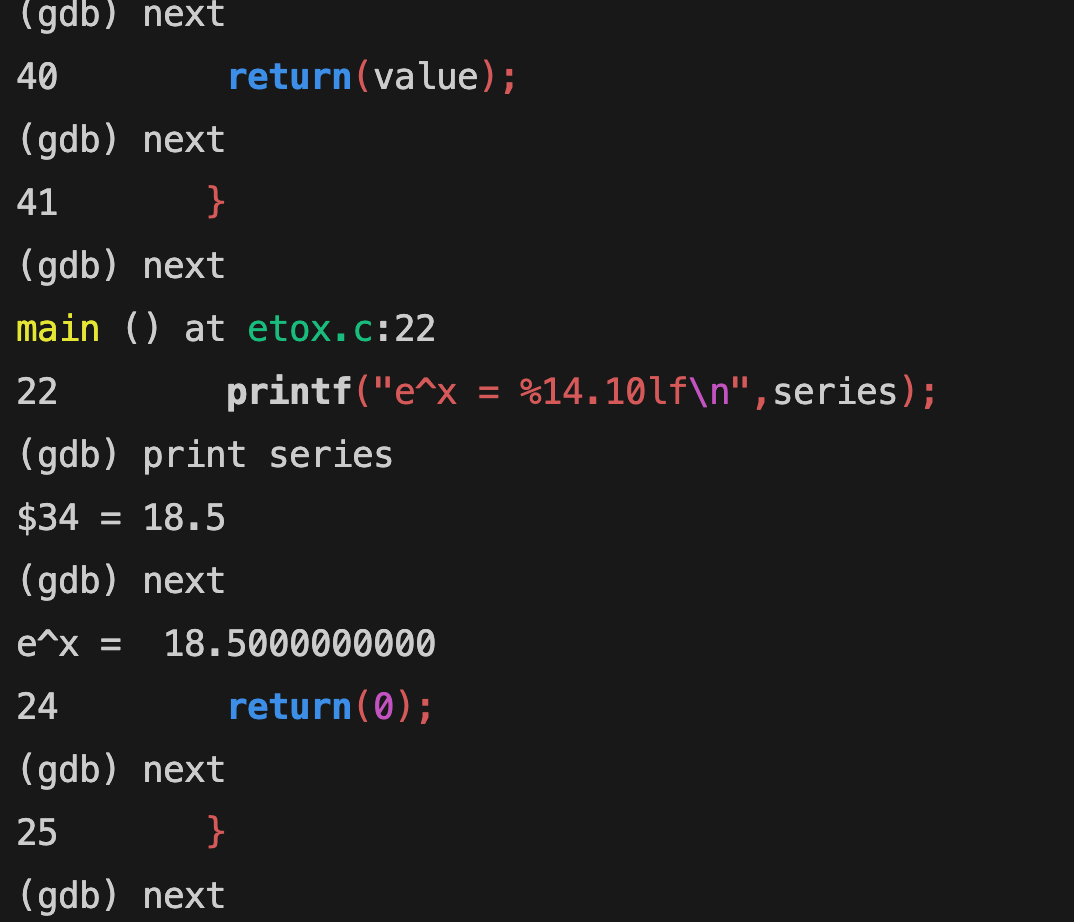 (gdb) next
40        return(value);
(gdb) next
41       }
(gdb) next
main () at etox.c:22
22        printf("e^x = %14.10lf\n",series);
(gdb) print series
$34 = 18.5
(gdb) next
e^x =  18.5000000000
24        return(0);
(gdb) next
25       }
(gdb) next